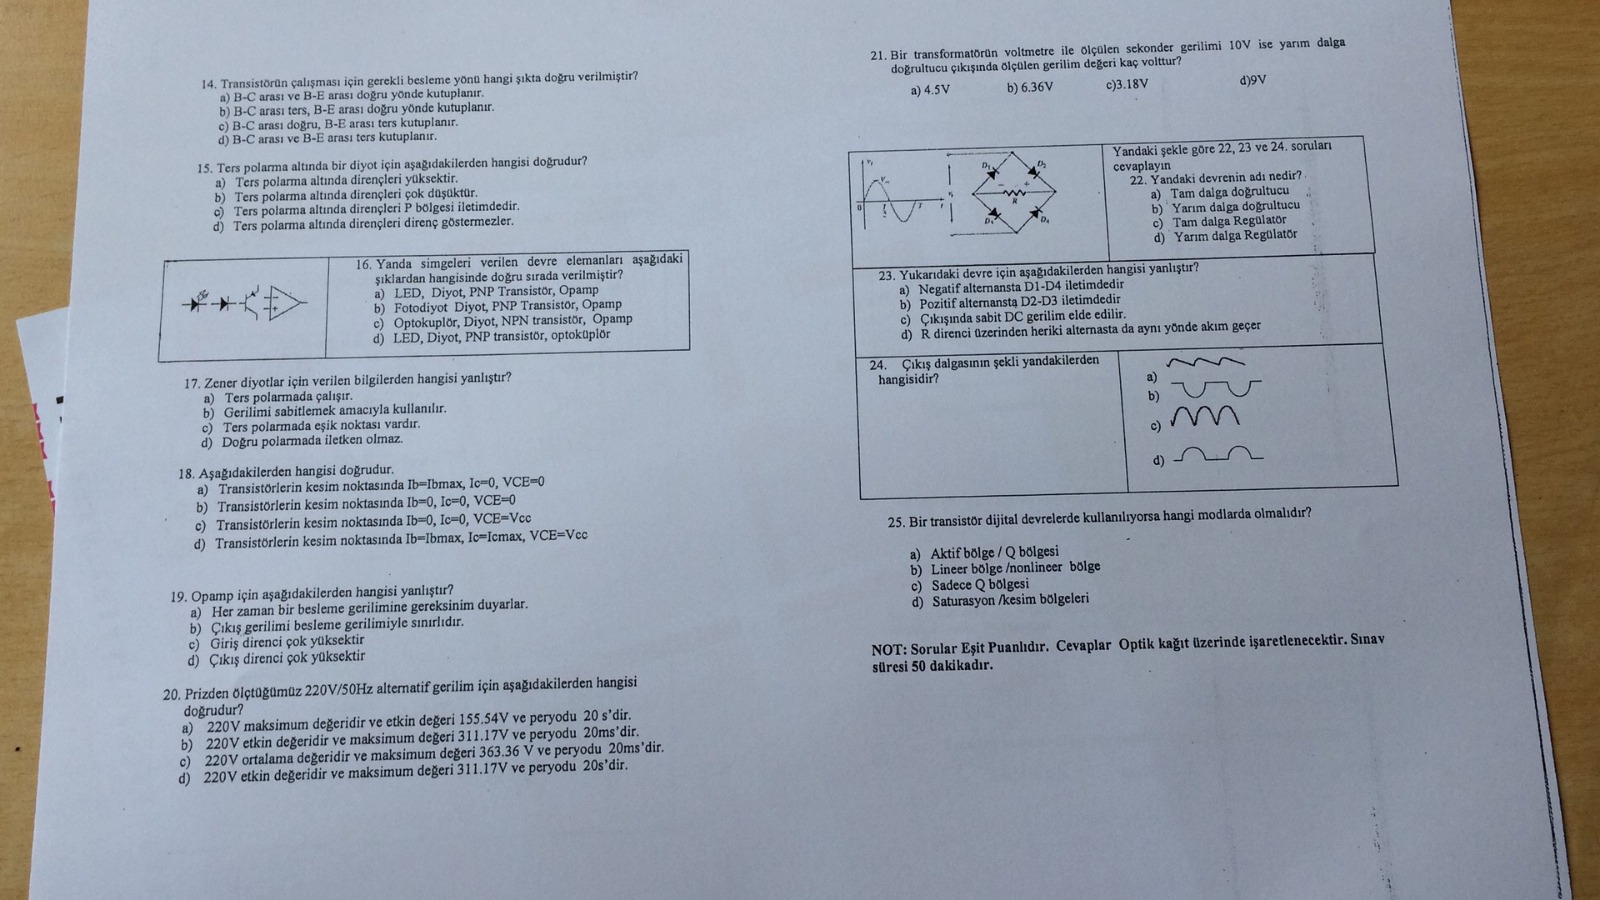 14. Transistörün çalışması için gerekli besleme yönü hangi şıkta doğru verilmiştir?
a) B-C arası ve B-E arası doğru yönde kutuplanır.
b) B-C arası ters, B-E arası doğru yönde kutuplanır.
c) B-C arası doğru, B-E arası ters kutuplanır.
d) B-C arası ve B-E arası ters kutuplanır.
15. Ters polarma altında bir diyot için aşağıdakilerden hangisi doğrudur?
a) Ters polarma altında dirençleri yüksektir.
b) Ters polarma altında dirençleri çok düşüktür.
c) Ters polarma altında dirençleri P bölgesi iletimdedir.
d) Ters polarma altında dirençleri direnç göstermezler.
16. Yanda simgeleri verilen devre elemanları aşağıdaki
şıklardan hangisinde doğru sırada verilmiştir?
a) LED, Diyot, PNP Transistör, Opamp
b) Fotodiyot Diyot, PNP Transistör, Opamp
c) Optokuplör, Diyot, NPN transistör, Opamp
d) LED, Diyot, PNP transistör, optoküplör
17. Zener diyotlar için verilen bilgilerden hangisi yanlıştır?
a) Ters polarmada çalışır.
b) Gerilimi sabitlemek amacıyla kullanılır.
c) Ters polarmada eşik noktası vardır.
d) Doğru polarmada iletken olmaz.
18. Aşağıdakilerden hangisi doğrudur.
a) Transistörlerin kesim noktasında Ib=Ibmax, Ic=0, VCE=0
b) Transistörlerin kesim noktasında Ib=0, Ic=0, VCE=0
c) Transistörlerin kesim noktasında Ib=0, Ic=0, VCE=Vcc
d) Transistörlerin kesim noktasında Ib=Ibmax, Ic=Icmax, VCE=Vcc
19. Opamp için aşağıdakilerden hangisi yanlıştır?
a) Her zaman bir besleme gerilimine gereksinim duyarlar.
b) Çıkış gerilimi besleme gerilimiyle sınırlıdır.
c) Giriş direnci çok yüksektir
d) Çıkış direnci çok yüksektir
20. Prizden ölçtüğümüz 220V/50Hz alternatif gerilim için aşağıdakilerden hangisi
doğrudur?
a) 220V maksimum değeridir ve etkin değeri 155.54V ve peryodu 20 s'dir.
b) 220V etkin değeridir ve maksimum değeri 311.17V ve peryodu 20ms'dir.
c) 220V ortalama değeridir ve maksimum değeri 363.36 V ve peryodu 20ms'dir.
d) 220V etkin değeridir ve maksimum değeri 311.17V ve peryodu 20s'dir.
21. Bir transformatörün voltmetre ile ölçülen sekonder gerilimi 10V ise yarım dalga
doğrultucu çıkışında ölçülen gerilim değeri kaç volttur?
a) 4.5V b) 6.36V c)3.18V d)9V
D₁ D₂
R
D₃ D₄
Yandaki şekle göre 22, 23 ve 24. soruları
cevaplayın
22. Yandaki devrenin adı nedir?
a) Tam dalga doğrultucu
b) Yarım dalga doğrultucu
c) Tam dalga Regülatör
d) Yarım dalga Regülatör
23. Yukarıdaki devre için aşağıdakilerden hangisi yanlıştır?
a) Negatif alternansta D1-D4 iletimdedir
b) Pozitif alternansta D2-D3 iletimdedir
c) Çıkışında sabit DC gerilim elde edilir.
d) R direnci üzerinden heriki alternasta da aynı yönde akım geçer
24. Çıkış dalgasının şekli yandakilerden
hangisidir?
a)
b)
c)
d)
25. Bir transistör dijital devrelerde kullanılıyorsa hangi modlarda olmalıdır?
a) Aktif bölge / Q bölgesi
b) Lineer bölge /nonlineer bölge
c) Sadece Q bölgesi
d) Saturasyon /kesim bölgeleri
NOT: Sorular Eşit Puanlıdır. Cevaplar Optik kağıt üzerinde işaretlenecektir. Sınav
süresi 50 dakikadır.